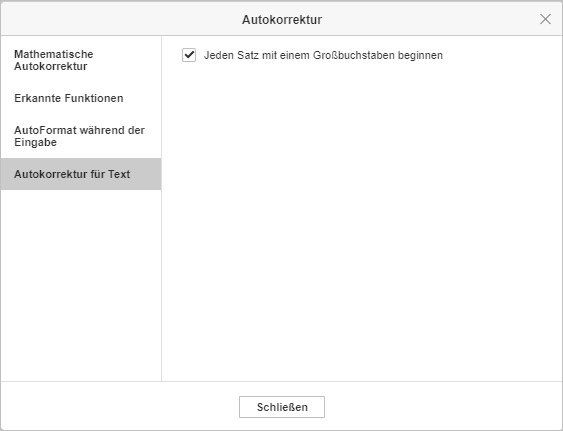 Autokorrektur
Mathematische
Autokorrektur
Erkannte Funktionen
AutoFormat während der
Eingabe
Autokorrektur für Text
Jeden Satz mit einem Großbuchstaben beginnen
Schließen